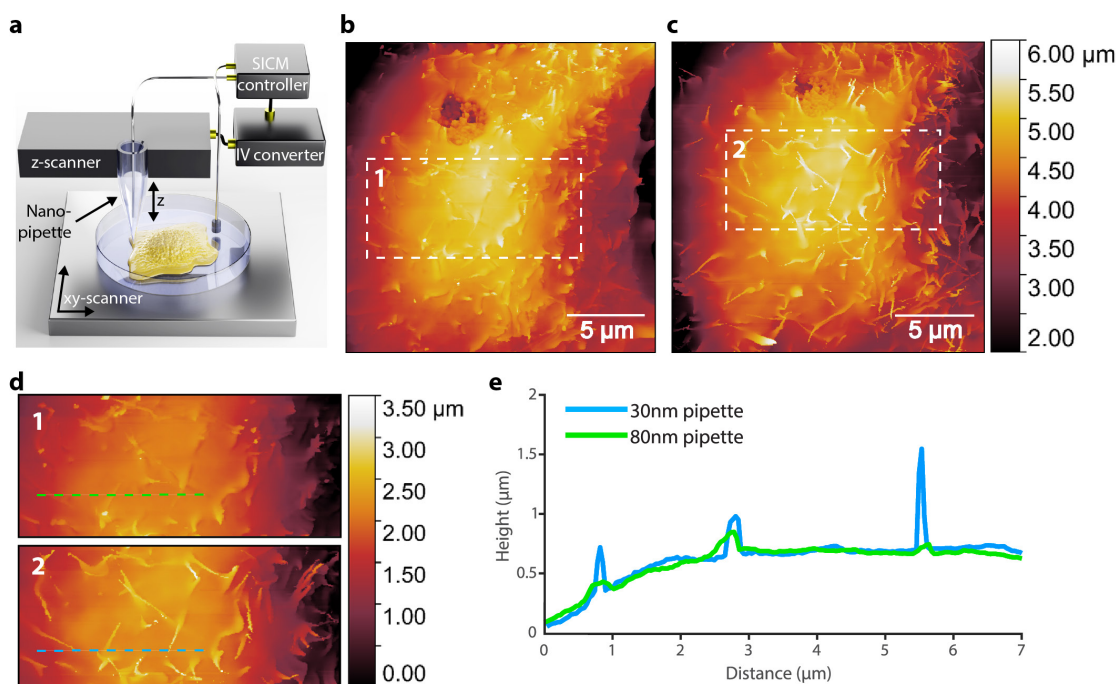 a
SICM
controller
z-scanner
IV converter
Nano-
pipette
z
xy-scanner
b
1
5 µm
c
2
5 µm
6.00 µm
5.50
5.00
4.50
4.00
3.50
3.00
2.00
d
1
2
3.50 µm
3.00
2.50
2.00
1.50
1.00
0.00
e
30nm pipette
80nm pipette
Height (µm)
2
1.5
1
0.5
0
0 1 2 3 4 5 6 7
Distance (µm)